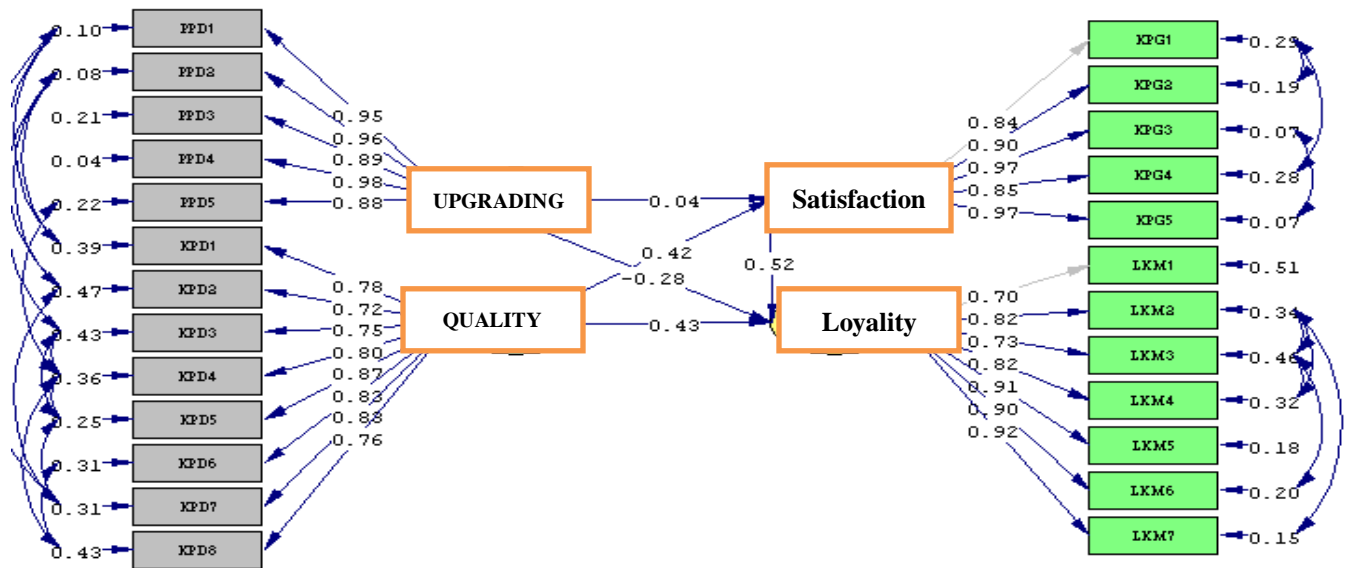 0.10
PPD1
0.08
PPD2
0.21
PPD3
0.04
PPD4
0.22
PPD5
0.39
KPD1
0.47
KPD2
0.43
KPD3
0.36
KPD4
0.25
KPD5
0.31
KPD6
0.31
KPD7
0.43
KPD8
0.95
0.96
0.89
0.98
0.88
0.78
0.72
0.75
0.80
0.87
0.83
0.88
0.76
UPGRADING
QUALITY
0.04
0.42
-0.28
0.43
0.52
Satisfaction
Loyality
0.84
0.90
0.97
0.85
0.97
0.70
0.82
0.73
0.82
0.91
0.90
0.92
KPG1
0.29
KPG2
0.19
KPG3
0.07
KPG4
0.28
KPG5
0.07
LKM1
0.51
LKM2
0.34
LKM3
0.46
LKM4
0.32
LKM5
0.18
LKM6
0.20
LKM7
0.15